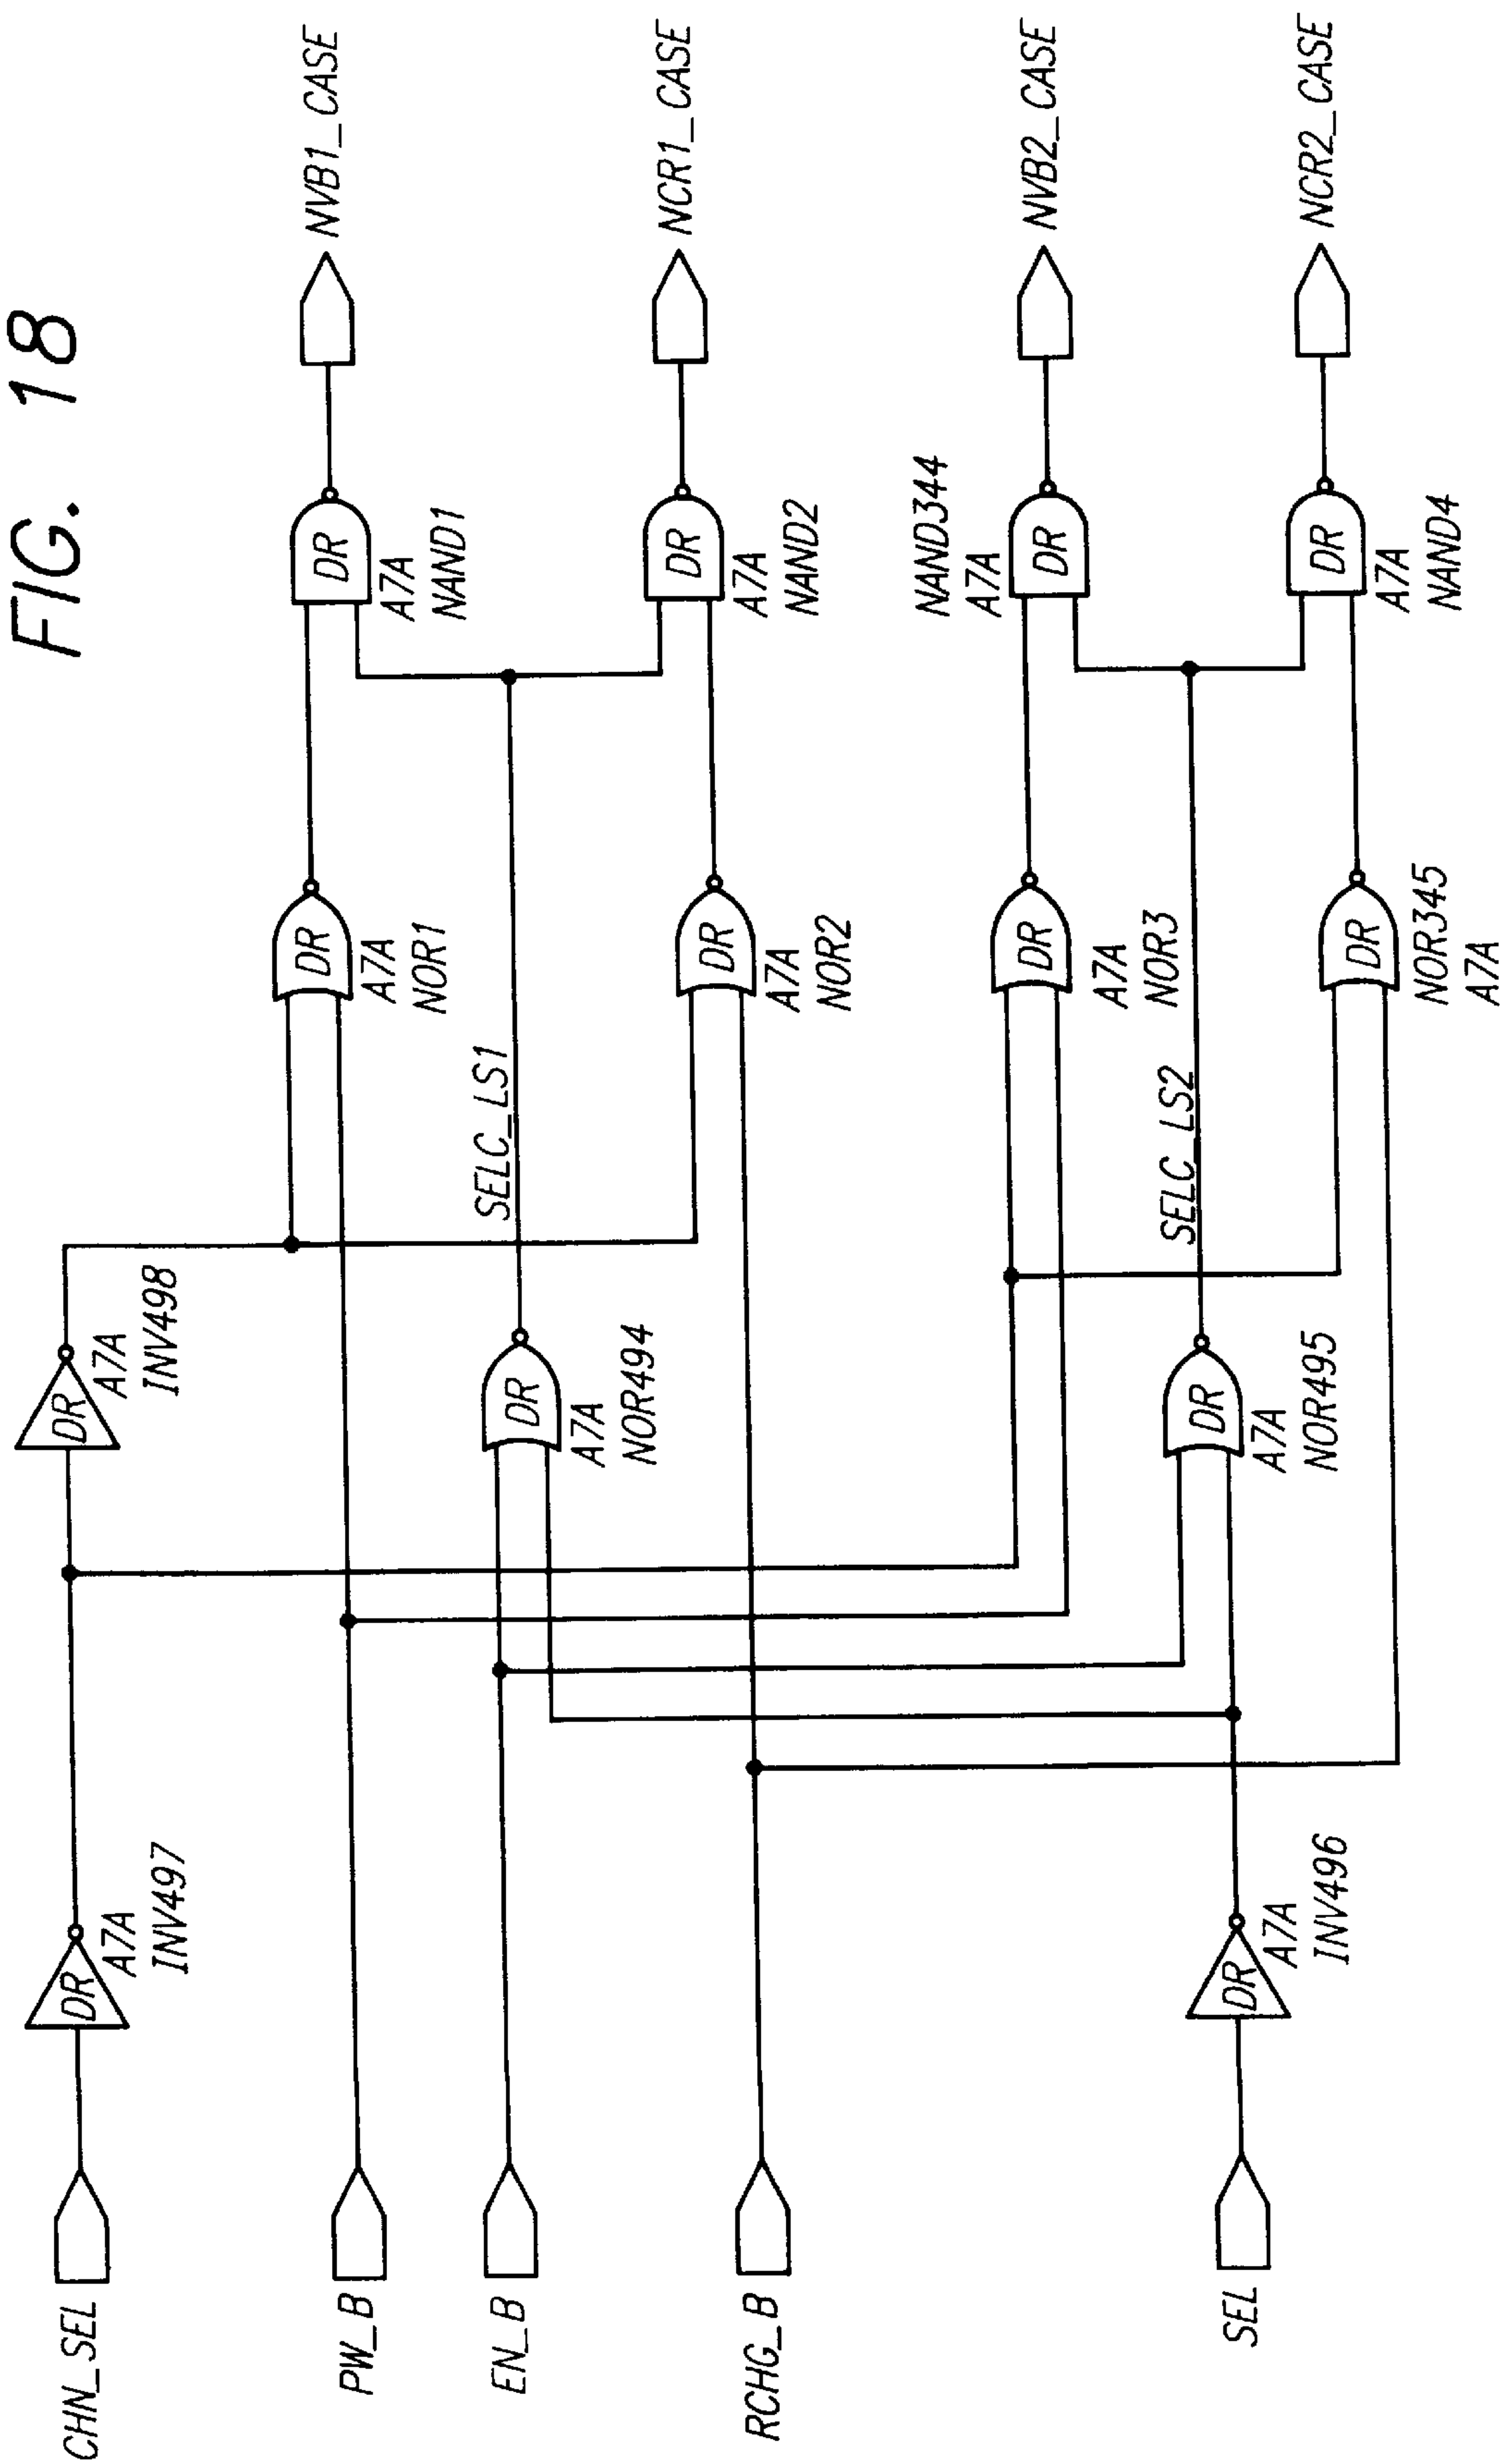 FIG. 18
CHN_SEL
DR
A7A
INV497
DR
A7A
INV498
PW_B
DR
A7A
NOR1
DR
A7A
NAND1
NVB1_CASE
EN_B
DR
A7A
NOR494
SELC_LS1
RCHG_B
DR
A7A
NOR2
DR
A7A
NAND2
NCR1_CASE
DR
A7A
NOR3
NAND344
A7A
DR
NVB2_CASE
SEL
DR
A7A
INV496
DR
A7A
NOR495
SELC_LS2
DR
NOR345
A7A
DR
A7A
NAND4
NCR2_CASE